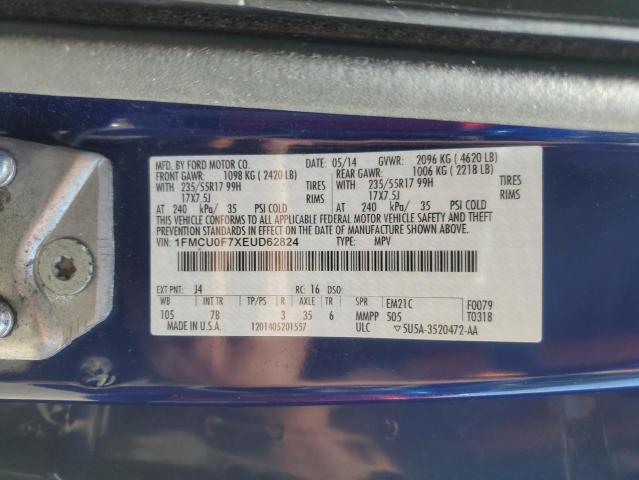 MFD. BY FORD MOTOR CO. 05/14 GVWR: 2096 KG ( 4620 LB)
FRONT GAWR: 1098 KG ( 2420 LB) REAR GAWR: 1006 KG ( 2218 LB)
WITH 235/55R17 99H TIRES WITH 235/55R17 99H TIRES
17X7.5J RIMS 17X7.5J RIMS
AT 240 kPa/ 35 PSI COLD AT 240 kPa/ 35 PSI COLD
THIS VEHICLE CONFORMS TO ALL APPLICABLE FEDERAL MOTOR VEHICLE SAFETY AND THEFT
PREVENTION STANDARDS IN EFFECT ON THE DATE OF MANUFACTURE SHOWN ABOVE.
VIN: 1FMCU0F7XEUD62824 TYPE: MPV
EXT PNT: J4 RC: 16 DSO:
WB INT TR TP/PS R AXLE TR SPR EM21C F0079
105 7B 3 35 6 MMPP 505 T0318
MADE IN U.S.A. 1201405201557 ULC 5U5A-3520472-AA